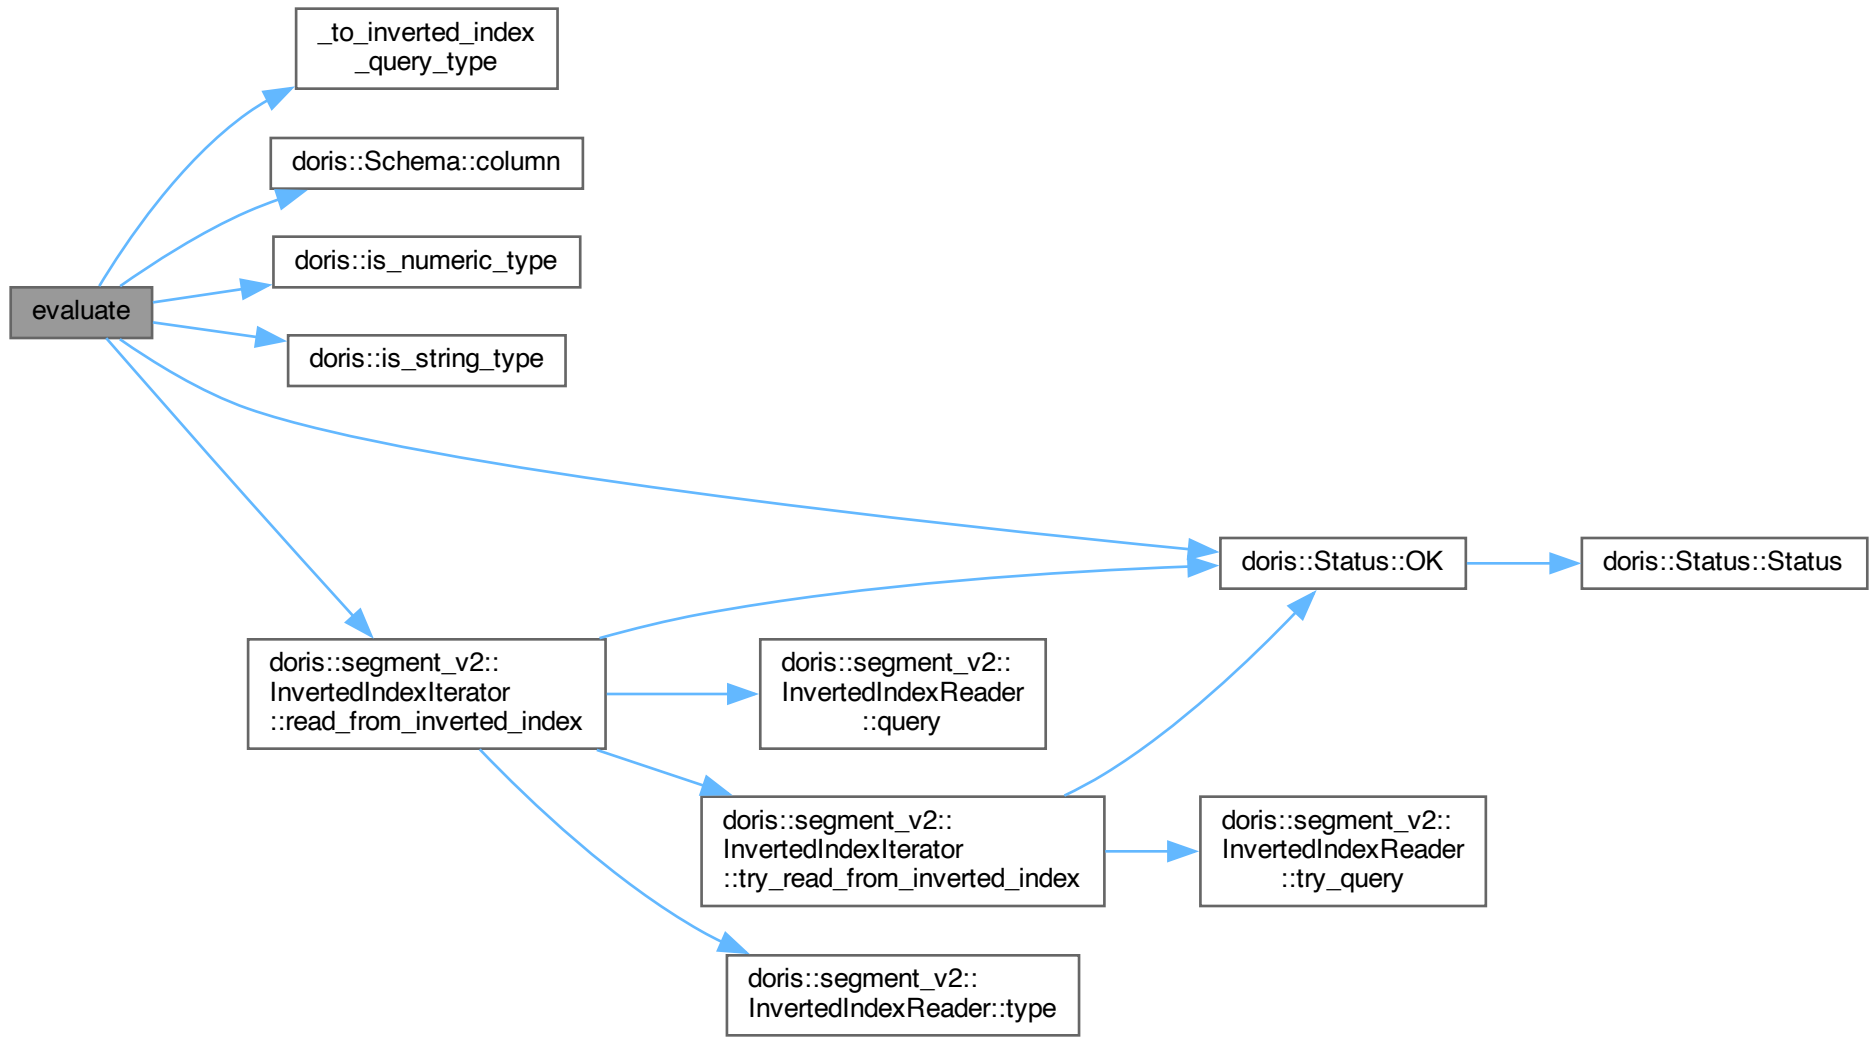 _to_inverted_index
_query_type
doris::Schema::column
doris::is_numeric_type
evaluate
doris::is_string_type
doris::Status::OK
doris::Status::Status
doris::segment_v2::
InvertedIndexIterator
::read_from_inverted_index
doris::segment_v2::
InvertedIndexReader
::query
doris::segment_v2::
InvertedIndexIterator
::try_read_from_inverted_index
doris::segment_v2::
InvertedIndexReader
::try_query
doris::segment_v2::
InvertedIndexReader::type